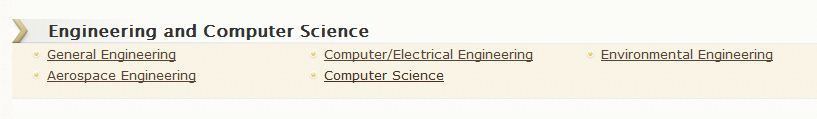 Engineering and Computer Science
General Engineering Computer/Electrical Engineering Environmental Engineering
Aerospace Engineering Computer Science